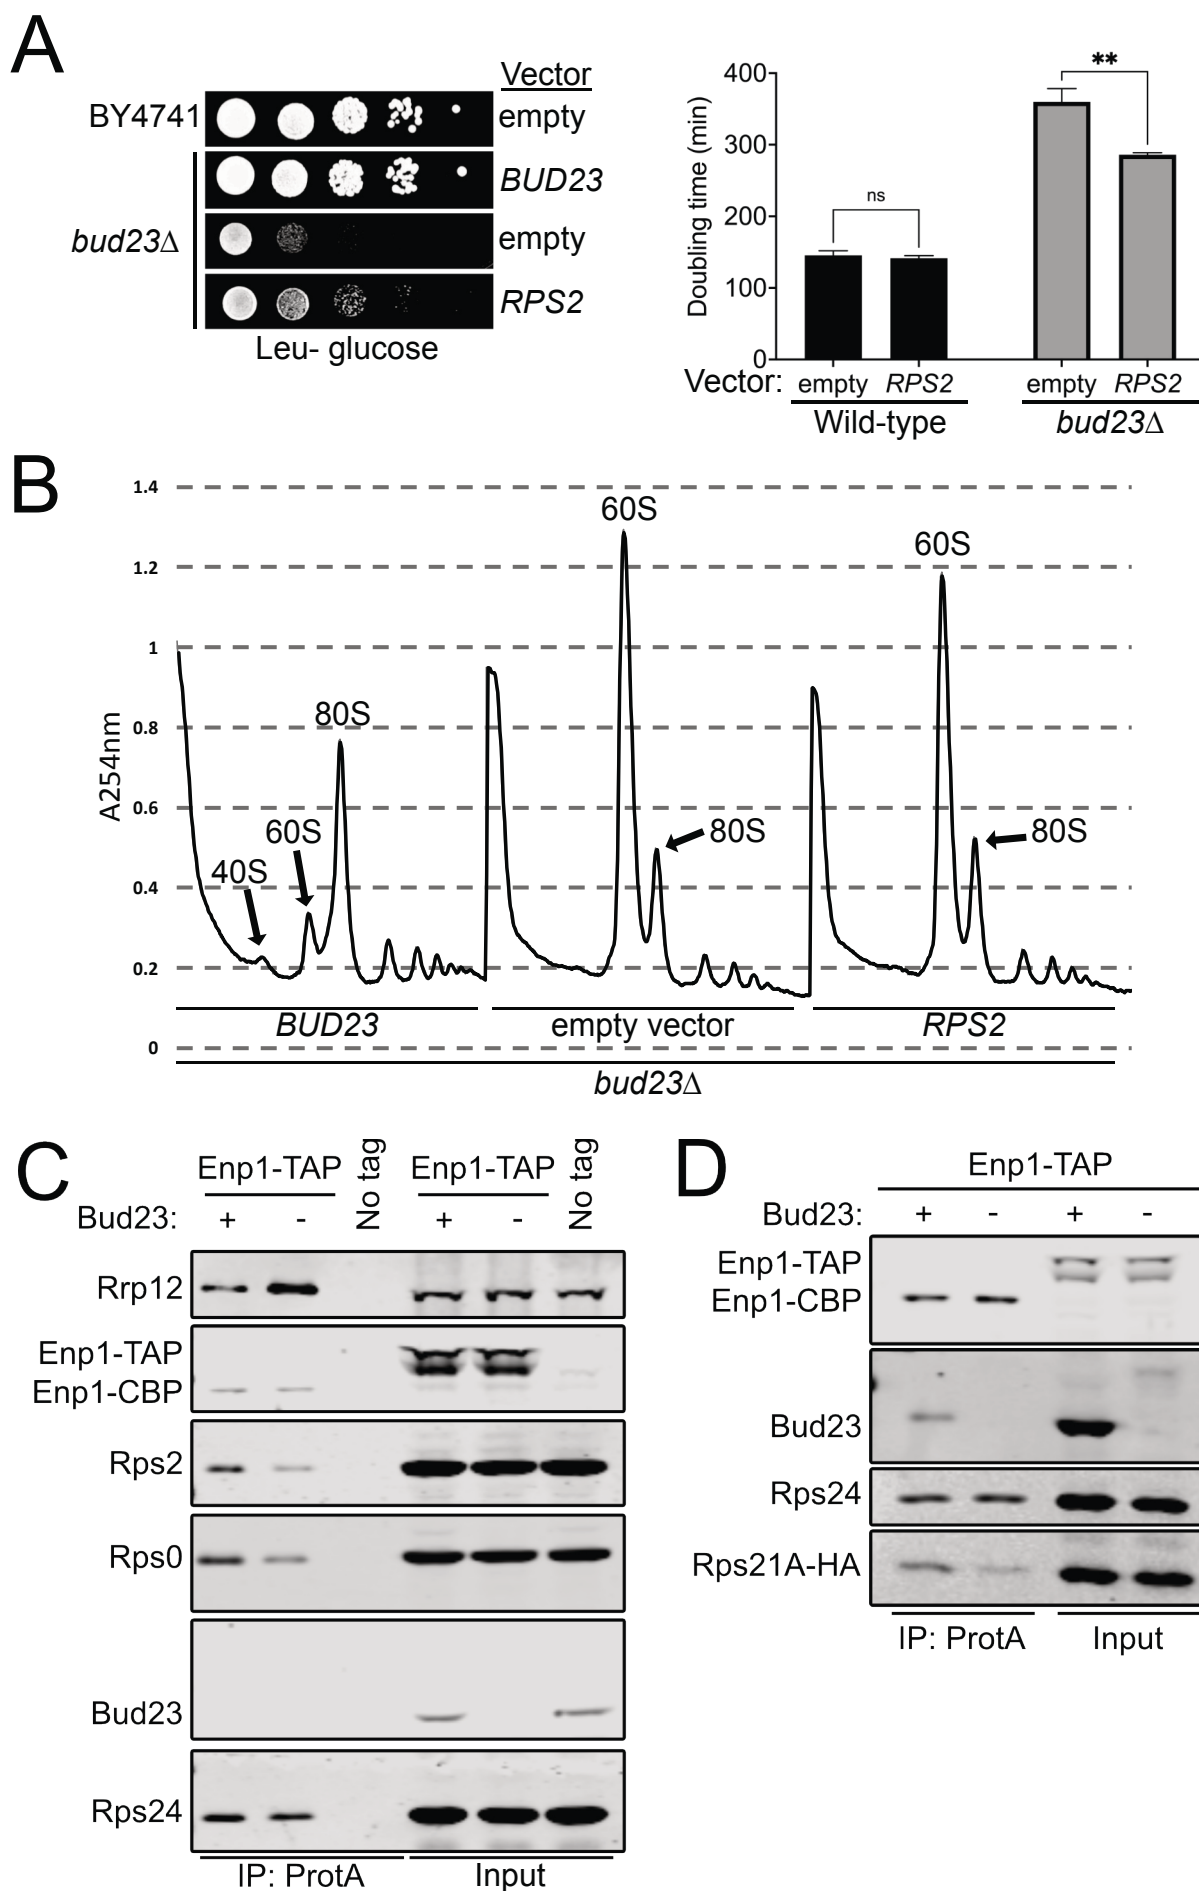 A
Vector
BY4741 empty
BUD23
bud23Δ empty
RPS2
Leu- glucose
Doubling time (min)
400
300
200
100
0
ns
**
Vector: empty RPS2 empty RPS2
Wild-type bud23Δ
B
A254nm
1.4
1.2
1
0.8
0.6
0.4
0.2
0
40S
60S
80S
60S
80S
60S
80S
BUD23 empty vector RPS2
bud23Δ
C
Enp1-TAP No tag Enp1-TAP No tag
Bud23: + - + -
Rrp12
Enp1-TAP
Enp1-CBP
Rps2
Rps0
Bud23
Rps24
IP: ProtA Input
D
Enp1-TAP
Bud23: + - + -
Enp1-TAP
Enp1-CBP
Bud23
Rps24
Rps21A-HA
IP: ProtA Input